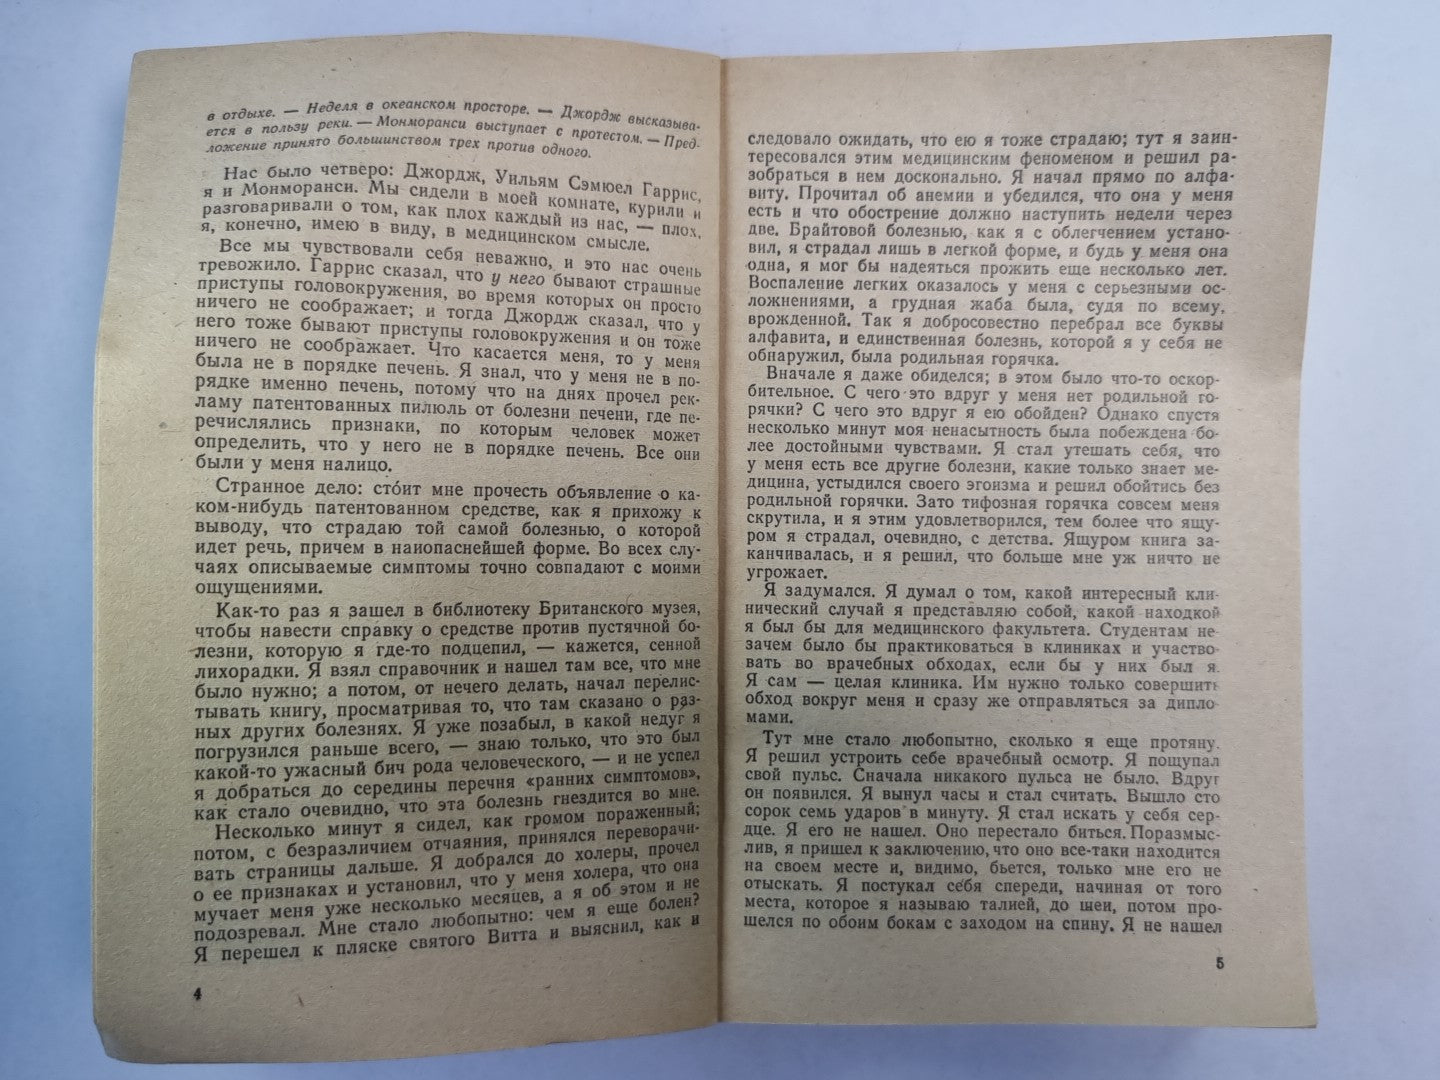 в отдыхе. — Неделя в океанском просторе. — Джордж высказыва-
ется в пользу реки. — Монморанси выступает с протестом. — Пред-
ложение принято большинством трех против одного.
Нас было четверо: Джордж, Уильям Сэмюел Гаррис,
я и Монморанси. Мы сидели в моей комнате, курили и
разговаривали о том, как плох каждый из нас, — плох,
я, конечно, имею в виду, в медицинском смысле.
Все мы чувствовали себя неважно, и это нас очень
тревожило. Гаррис сказал, что у него бывают страшные
приступы головокружения, во время которых он просто
ничего не соображает; и тогда Джордж сказал, что у
него тоже бывают приступы головокружения и он тоже
ничего не соображает. Что касается меня, то у меня
была не в порядке печень. Я знал, что у меня не в по-
рядке именно печень, потому что на днях прочел рек-
ламу патентованных пилюль от болезни печени, где пе-
речислялись признаки, по которым человек может
определить, что у него не в порядке печень. Все они
были у меня налицо.
Странное дело: стóит мне прочесть объявление о ка-
ком-нибудь патентованном средстве, как я прихожу к
выводу, что страдаю той самой болезнью, о которой
идет речь, причем в наиопаснейшей форме. Во всех слу-
чаях описываемые симптомы точно совпадают с моими
ощущениями.
Как-то раз я зашел в библиотеку Британского музея,
чтобы навести справку о средстве против пустячной бо-
лезни, которую я где-то подцепил, — кажется, сенной
лихорадки. Я взял справочник и нашел там все, что мне
было нужно; а потом, от нечего делать, начал перелис-
тывать книгу, просматривая то, что там сказано о раз-
ных других болезнях. Я уже позабыл, в какой недуг я
погрузился раньше всего, — знаю только, что это был
какой-то ужасный бич рода человеческого, — и не успел
я добраться до середины перечня «ранних симптомов»,
как стало очевидно, что эта болезнь гнездится во мне.
Несколько минут я сидел, как громом пораженный;
потом, с безразличием отчаяния, принялся переворачи-
вать страницы дальше. Я добрался до холеры, прочел
о ее признаках и установил, что у меня холера, что она
мучает меня уже несколько месяцев, а я об этом и не
подозревал. Мне стало любопытно: чем я еще болен?
Я перешел к пляске святого Витта и выяснил, как и
4
следовало ожидать, что ею я тоже страдаю; тут я заин-
тересовался этим медицинским феноменом и решил ра-
зобраться в нем досконально. Я начал прямо по алфа-
виту. Прочитал об анемии и убедился, что она у меня
есть и что обострение должно наступить недели через
две. Брайтовой болезнью, как я с облегчением устано-
вил, я страдал лишь в легкой форме, и будь у меня она
одна, я мог бы надеяться прожить еще несколько лет.
Воспаление легких оказалось у меня с серьезными ос-
ложнениями, а грудная жаба была, судя по всему,
врожденной. Так я добросовестно перебрал все буквы
алфавита, и единственная болезнь, которой я у себя не
обнаружил, была родильная горячка.
Вначале я даже обиделся; в этом было что-то оскор-
бительное. С чего это вдруг у меня нет родильной го-
рячки? С чего это вдруг я ею обойден? Однако спустя
несколько минут моя ненасытность была побеждена бо-
лее достойными чувствами. Я стал утешать себя, что
у меня есть все другие болезни, какие только знает ме-
дицина, устыдился своего эгоизма и решил обойтись без
родильной горячки. Зато тифозная горячка совсем меня
скрутила, и я этим удовлетворился, тем более что ящу-
ром я страдал, очевидно, с детства. Ящуром книга за-
канчивалась, и я решил, что больше мне уж ничто не
угрожает.
Я задумался. Я думал о том, какой интересный кли-
нический случай я представляю собой, какой находкой
я был бы для медицинского факультета. Студентам не-
зачем было бы практиковаться в клиниках и участво-
вать во врачебных обходах, если бы у них был я.
Я сам — целая клиника. Им нужно только совершить
обход вокруг меня и сразу же отправляться за дипло-
мами.
Тут мне стало любопытно, сколько я еще протяну.
Я решил устроить себе врачебный осмотр. Я пощупал
свой пульс. Сначала никакого пульса не было. Вдруг
он появился. Я вынул часы и стал считать. Вышло сто
сорок семь ударов в минуту. Я стал искать у себя сер-
дце. Я его не нашел. Оно перестало биться. Поразмыс-
лив, я пришел к заключению, что оно все-таки находится
на своем месте и, видимо, бьется, только мне его не
отыскать. Я постукал себя спереди, начиная от того
места, которое я называю талией, до шеи, потом про-
шелся по обоим бокам с заходом на спину. Я не нашел
5